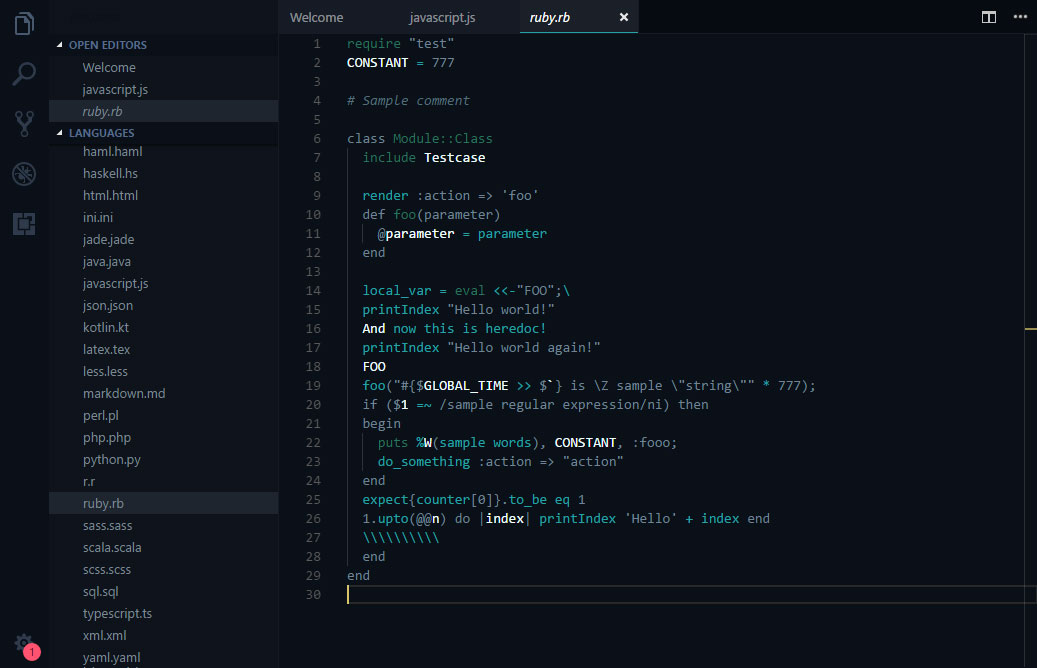 Welcome
javascript.js
ruby.rb
OPEN EDITORS
Welcome
javascript.js
ruby.rb
LANGUAGES
haml.haml
haskell.hs
html.html
ini.ini
jade.jade
java.java
javascript.js
json.json
kotlin.kt
latex.tex
less.less
markdown.md
perl.pl
php.php
python.py
r.r
ruby.rb
sass.sass
scala.scala
scss.scss
sql.sql
typescript.ts
xml.xml
yaml.yaml
1
1 require "test"
2 CONSTANT = 777
3
4 # Sample comment
5
6 class Module::Class
7 include Testcase
8
9 render :action => 'foo'
10 def foo(parameter)
11 @parameter = parameter
12 end
13
14 local_var = eval <<-"FOO";\
15 printIndex "Hello world!"
16 And now this is heredoc!
17 printIndex "Hello world again!"
18 FOO
19 foo("#{$GLOBAL_TIME >> $`} is \Z sample \"string\"" * 777);
20 if ($1 =~ /sample regular expression/ni) then
21 begin
22 puts %W(sample words), CONSTANT, :fooo;
23 do_something :action => "action"
24 end
25 expect{counter[0]}.to_be eq 1
26 1.upto(@@n) do |index| printIndex 'Hello' + index end
27 \\\\\\\\\\
28 end
29 end
30